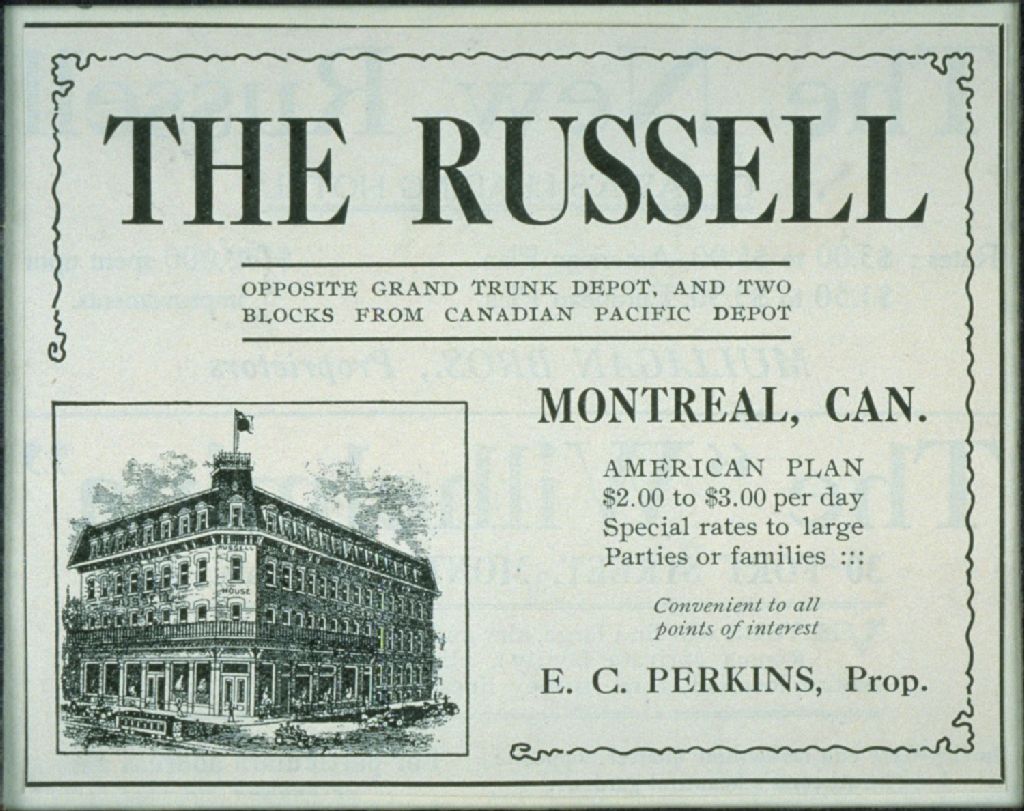 THE RUSSELL
OPPOSITE GRAND TRUNK DEPOT, AND TWO
BLOCKS FROM CANADIAN PACIFIC DEPOT
MONTREAL, CAN.
AMERICAN PLAN
$2.00 to $3.00 per day
Special rates to large
Parties or families :::
Convenient to all
points of interest
E. C. PERKINS, Prop.
RUSSELL
HOUSE